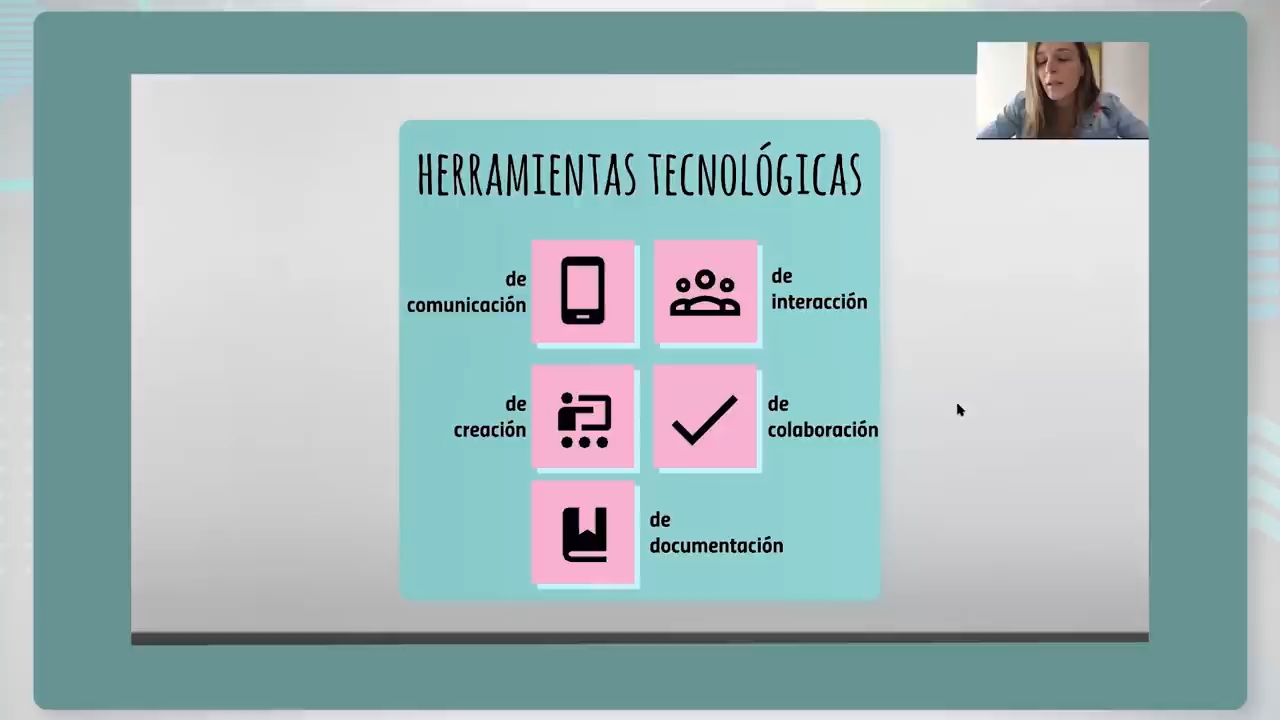 HERRAMIENTAS TECNOLÓGICAS
de
comunicación
de
interacción
de
creación
de
colaboración
de
documentación